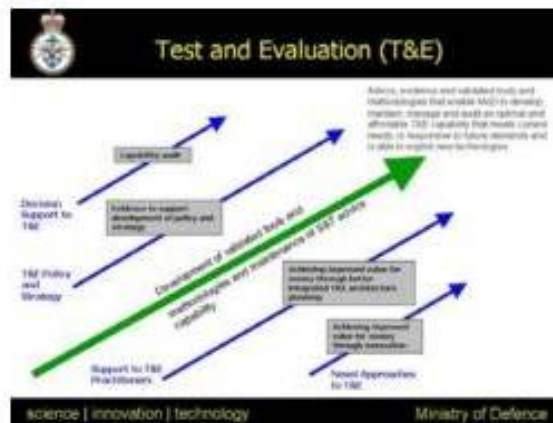 Test and Evaluation (T&E)
Advice, evidence and validated tools and
methodologies that enable MoD to develop
maintain, manage and audit an optimal and
affordable T&E capability that meets current
needs, is responsive to future demands and
is able to exploit new technologies
Capability audit
Decision
Support to
T&E
Evidence to support
development of policy and
strategy
T&E Policy
and
Strategy
Development of validated tools and
methodologies and maintenance of S&T advice
capability
Achieving improved value for
money through better
integrated T&E architecture
planning
Achieving improved
value for money
through innovation
Support to T&E
Practitioners
Novel Approaches
to T&E
science | innovation | technology
Ministry of Defence